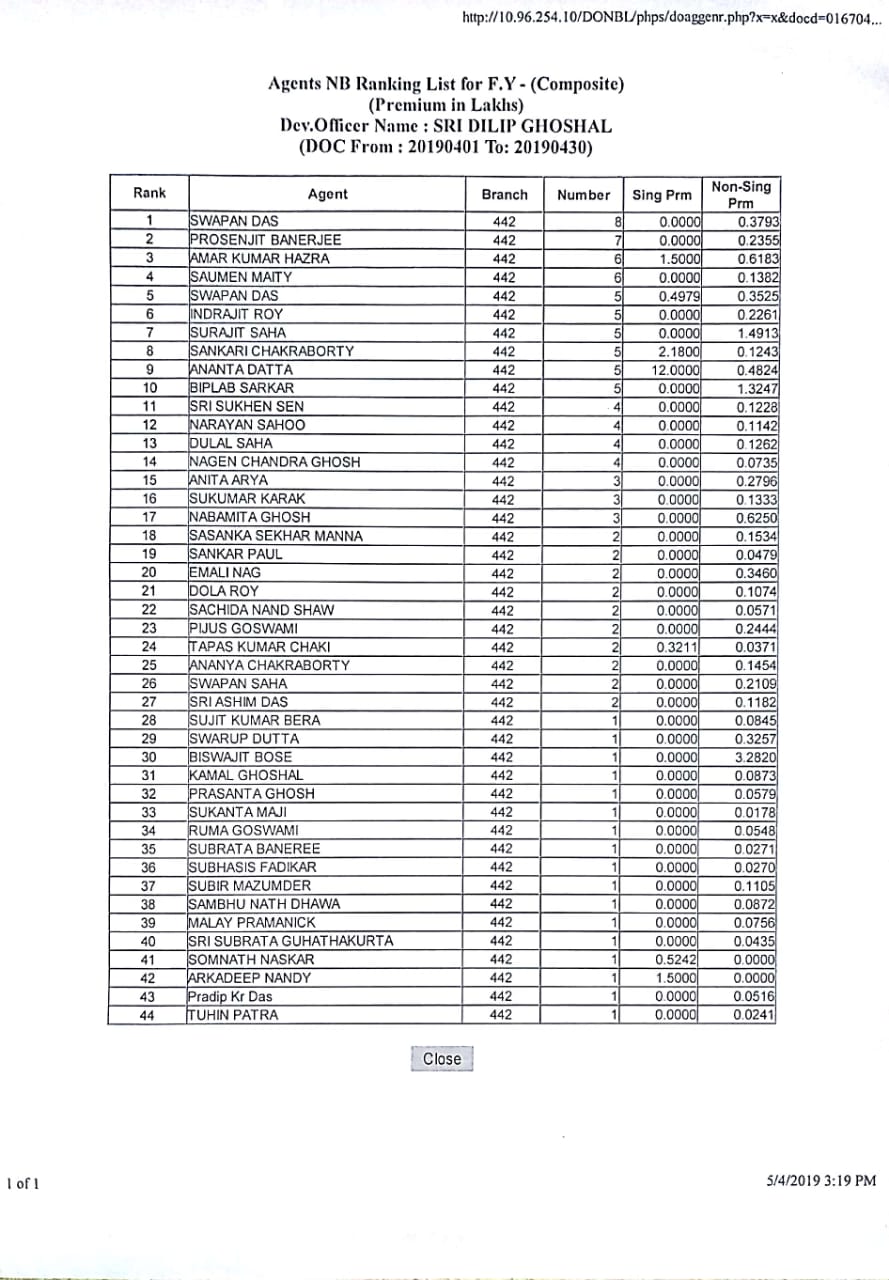 http://10.96.254.10/DONBL/phps/doaggenr.php?x=x&docd=016704...
Agents NB Ranking List for F.Y - (Composite)
(Premium in Lakhs)
Dev.Officer Name : SRI DILIP GHOSHAL
(DOC From : 20190401 To: 20190430)
Rank Agent Branch Number Sing Prm Non-Sing Prm
1 SWAPAN DAS 442 8 0.0000 0.3793
2 PROSENJIT BANERJEE 442 7 0.0000 0.2355
3 AMAR KUMAR HAZRA 442 6 1.5000 0.6183
4 SAUMEN MAITY 442 6 0.0000 0.1382
5 SWAPAN DAS 442 5 0.4979 0.3525
6 INDRAJIT ROY 442 5 0.0000 0.2261
7 SURAJIT SAHA 442 5 0.0000 1.4913
8 SANKARI CHAKRABORTY 442 5 2.1800 0.1243
9 ANANTA DATTA 442 5 12.0000 0.4824
10 BIPLAB SARKAR 442 5 0.0000 1.3247
11 SRI SUKHEN SEN 442 4 0.0000 0.1228
12 NARAYAN SAHOO 442 4 0.0000 0.1142
13 DULAL SAHA 442 4 0.0000 0.1262
14 NAGEN CHANDRA GHOSH 442 4 0.0000 0.0735
15 ANITA ARYA 442 3 0.0000 0.2796
16 SUKUMAR KARAK 442 3 0.0000 0.1333
17 NABAMITA GHOSH 442 3 0.0000 0.6250
18 SASANKA SEKHAR MANNA 442 2 0.0000 0.1534
19 SANKAR PAUL 442 2 0.0000 0.0479
20 EMALI NAG 442 2 0.0000 0.3460
21 DOLA ROY 442 2 0.0000 0.1074
22 SACHIDA NAND SHAW 442 2 0.0000 0.0571
23 PIJUS GOSWAMI 442 2 0.0000 0.2444
24 TAPAS KUMAR CHAKI 442 2 0.3211 0.0371
25 ANANYA CHAKRABORTY 442 2 0.0000 0.1454
26 SWAPAN SAHA 442 2 0.0000 0.2109
27 SRI ASHIM DAS 442 2 0.0000 0.1182
28 SUJIT KUMAR BERA 442 1 0.0000 0.0845
29 SWARUP DUTTA 442 1 0.0000 0.3257
30 BISWAJIT BOSE 442 1 0.0000 3.2820
31 KAMAL GHOSHAL 442 1 0.0000 0.0873
32 PRASANTA GHOSH 442 1 0.0000 0.0579
33 SUKANTA MAJI 442 1 0.0000 0.0178
34 RUMA GOSWAMI 442 1 0.0000 0.0548
35 SUBRATA BANEREE 442 1 0.0000 0.0271
36 SUBHASIS FADIKAR 442 1 0.0000 0.0270
37 SUBIR MAZUMDER 442 1 0.0000 0.1105
38 SAMBHU NATH DHAWA 442 1 0.0000 0.0872
39 MALAY PRAMANICK 442 1 0.0000 0.0756
40 SRI SUBRATA GUHATHAKURTA 442 1 0.0000 0.0435
41 SOMNATH NASKAR 442 1 0.5242 0.0000
42 ARKADEEP NANDY 442 1 1.5000 0.0000
43 Pradip Kr Das 442 1 0.0000 0.0516
44 TUHIN PATRA 442 1 0.0000 0.0241
Close
1 of 1 5/4/2019 3:19 PM